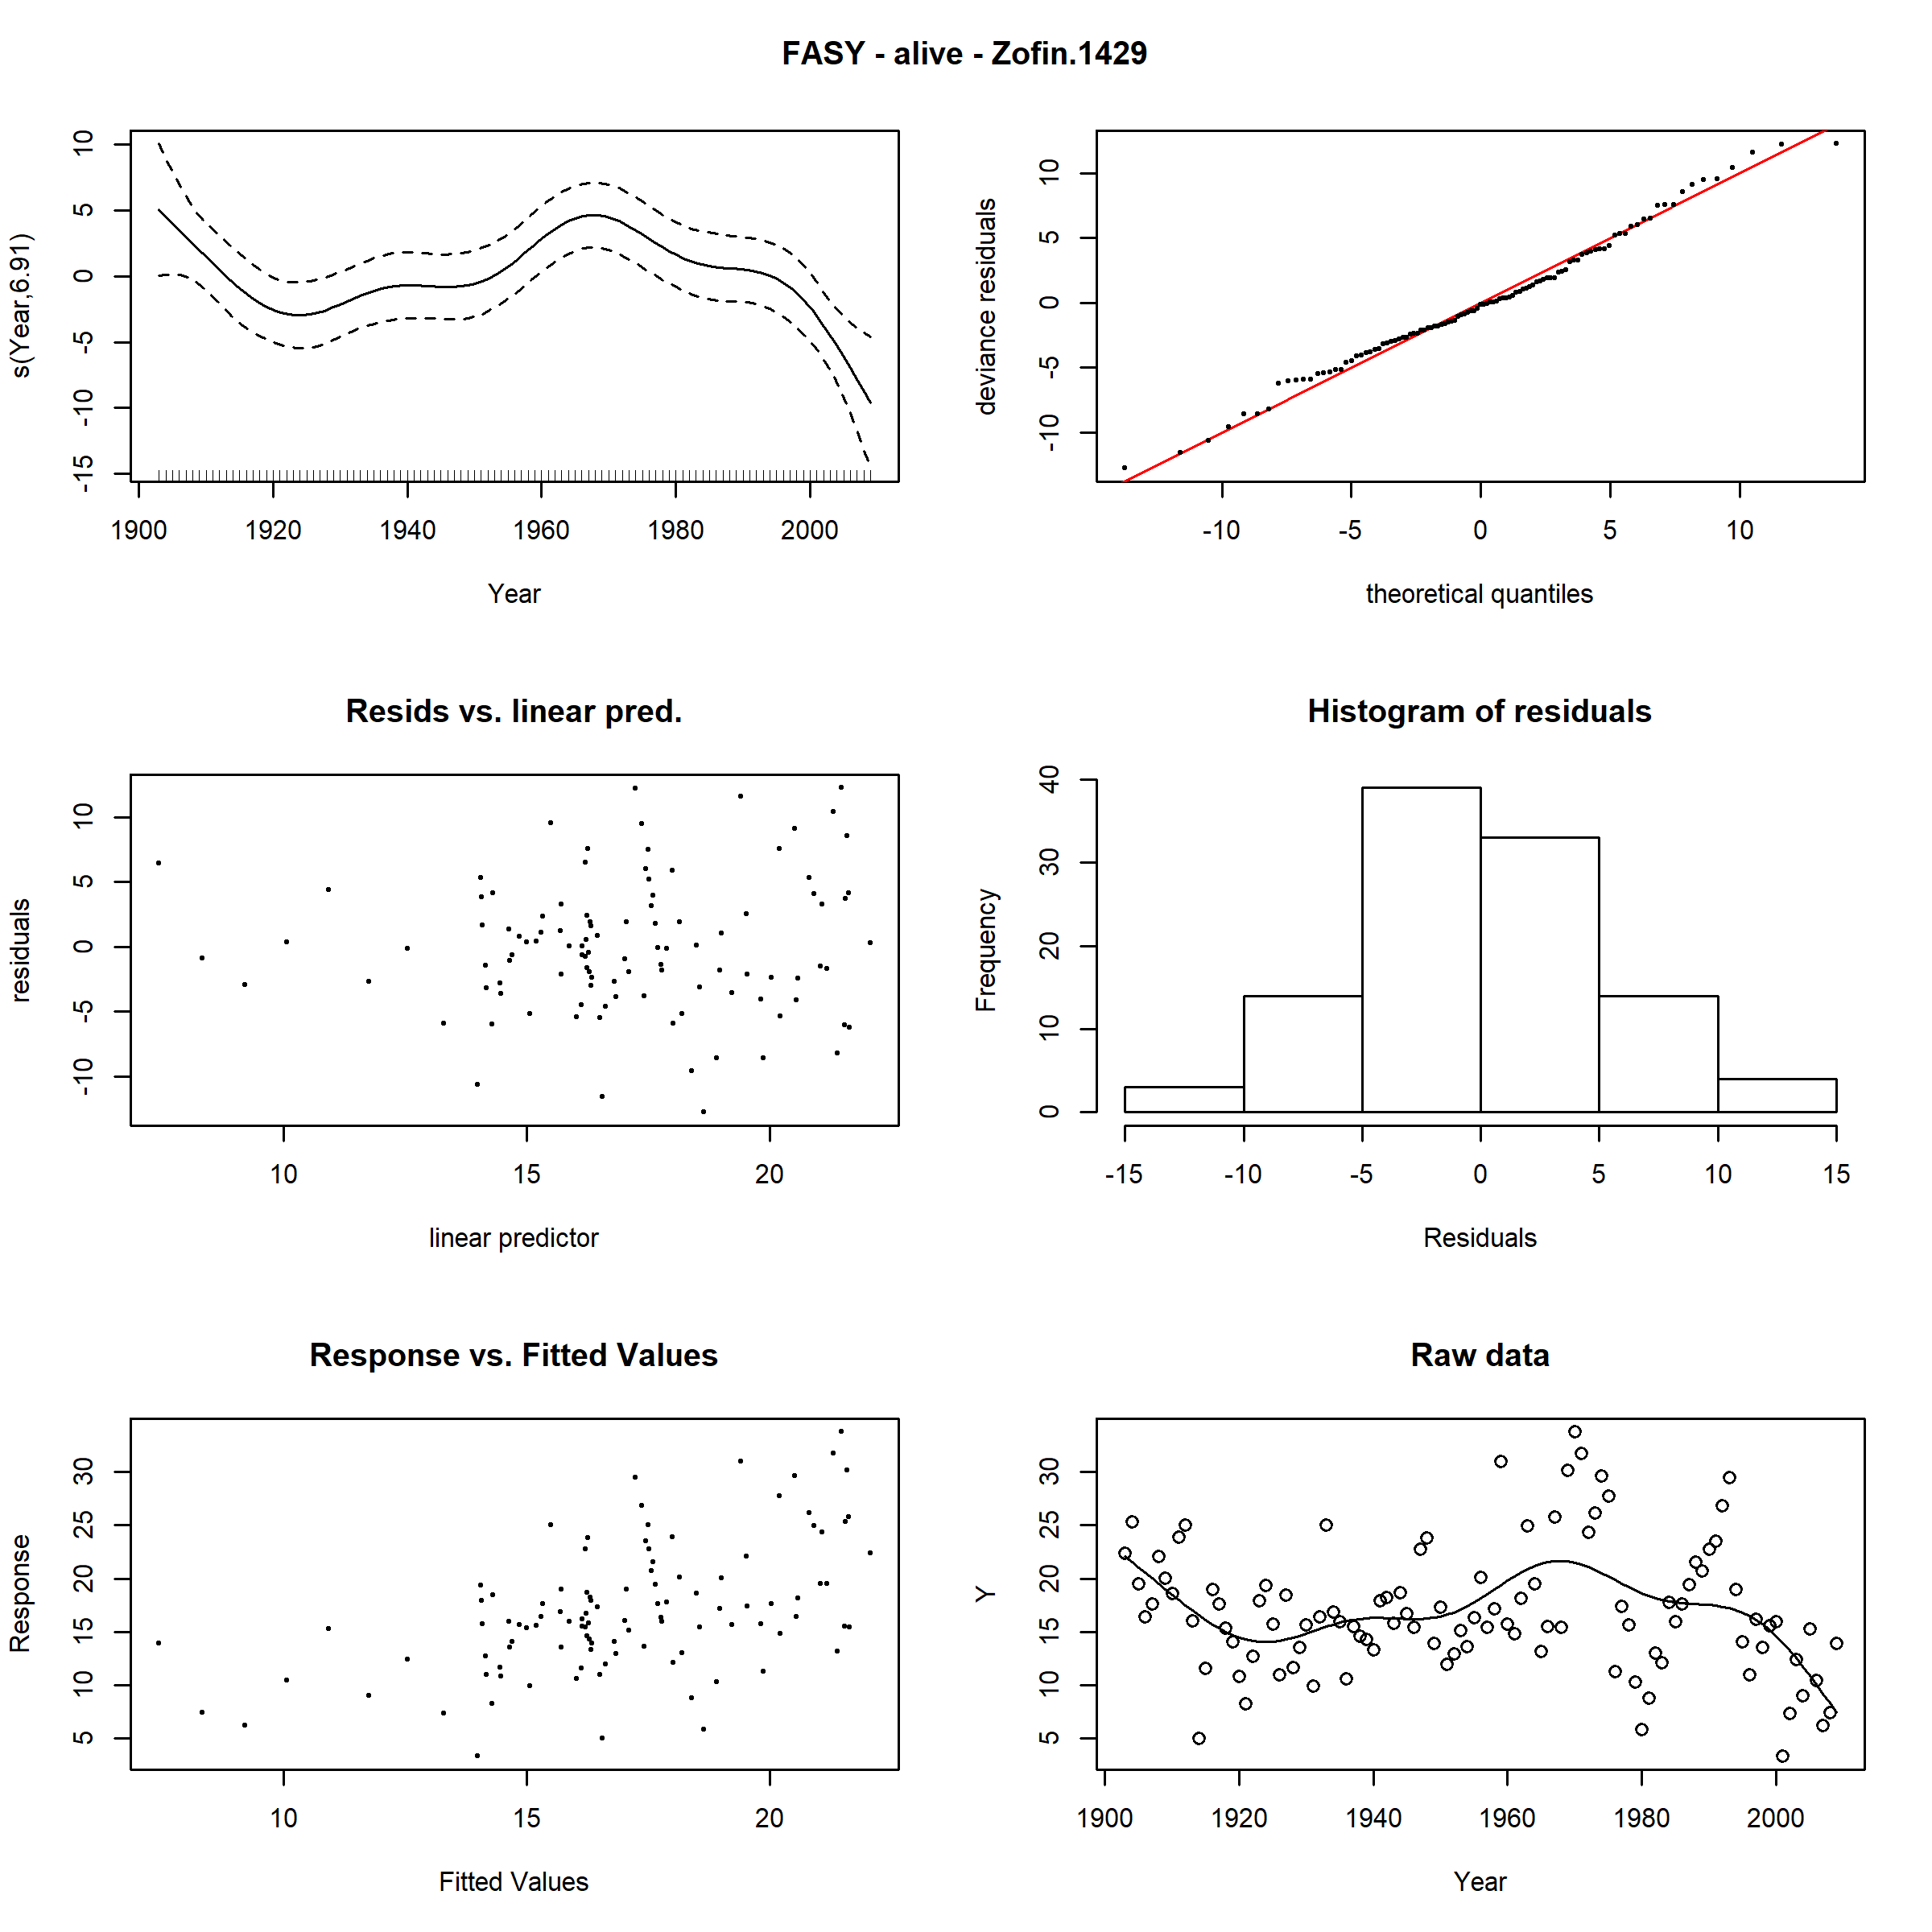 FASY - alive - Zofin.1429
s(Year,6.91)
10
5
0
-5
-10
-15
1900 1920 1940 1960 1980 2000
Year
deviance residuals
10
5
0
-5
-10
-10 -5 0 5 10
theoretical quantiles
Resids vs. linear pred.
residuals
10
5
0
-5
-10
10 15 20
linear predictor
Histogram of residuals
Frequency
40
30
20
10
0
-15 -10 -5 0 5 10 15
Residuals
Response vs. Fitted Values
Response
30
25
20
15
10
5
10 15 20
Fitted Values
Raw data
Y
30
25
20
15
10
5
1900 1920 1940 1960 1980 2000
Year